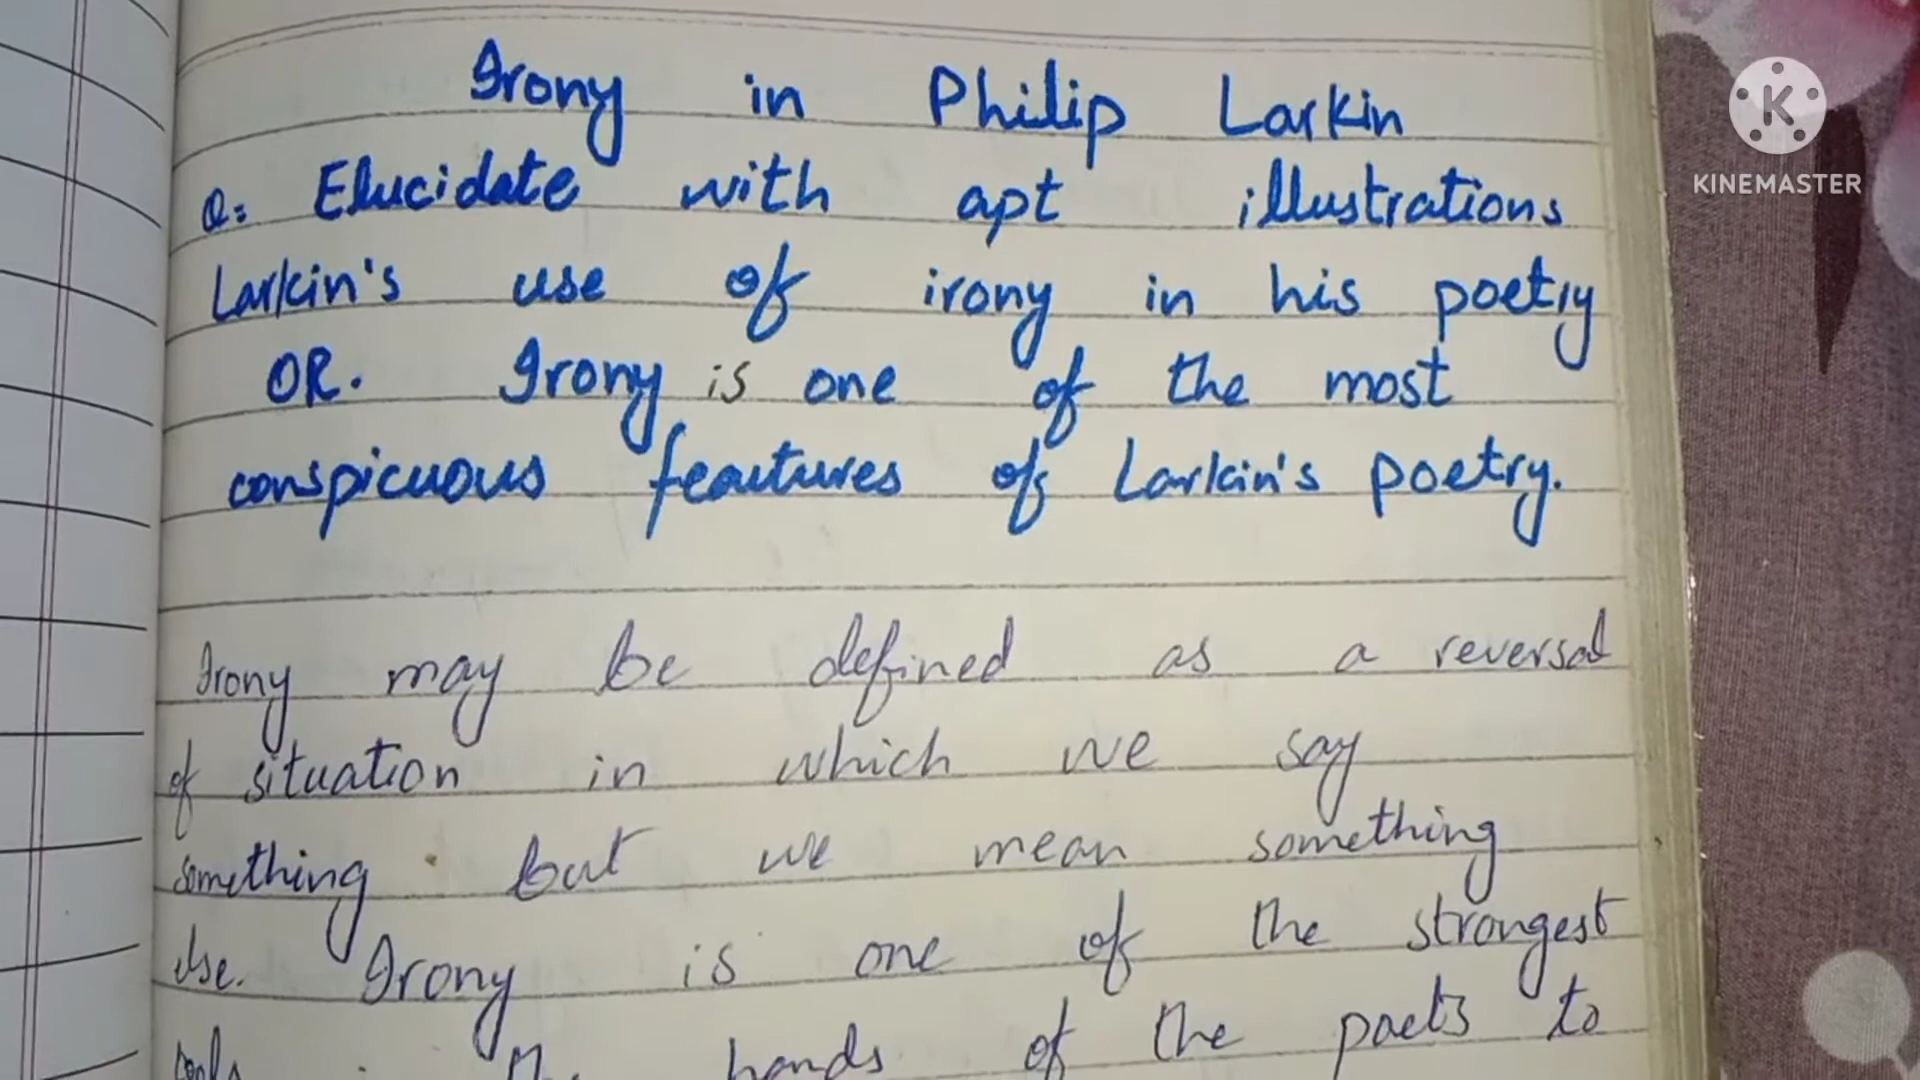 Irony in Philip Larkin
Q: Elucidate with apt illustrations
Larkin's use of irony in his poetry
OR. Irony is one of the most
conspicuous features of Larkin's poetry.
Irony may be defined as a reversal
of situation in which we say
something but we mean something
else. Irony is one of the strongest
hands of the poets to
K
KINEMASTER